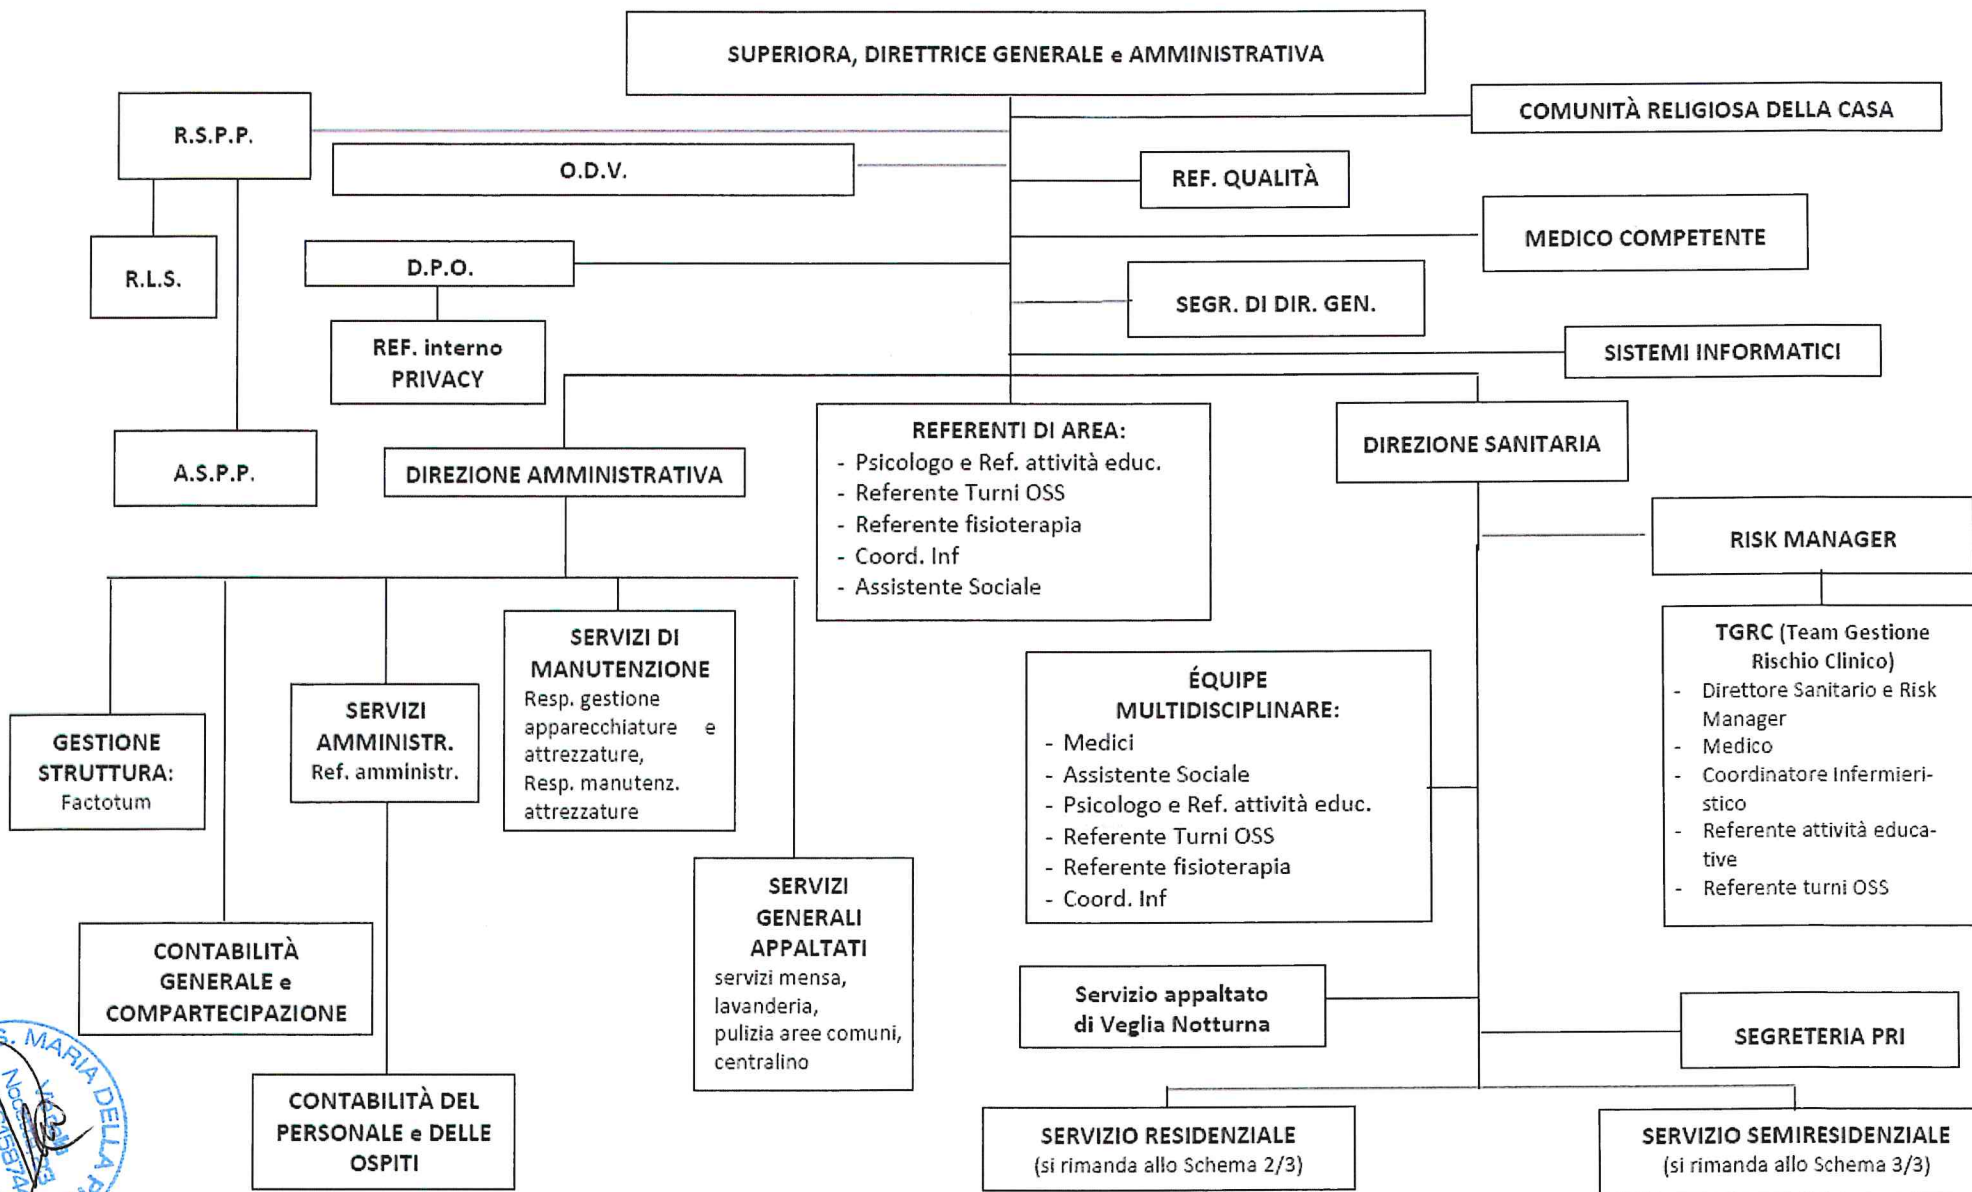 SUPERIORA, DIRETTRICE GENERALE e AMMINISTRATIVA
COMUNITÀ RELIGIOSA DELLA CASA
R.S.P.P.
O.D.V.
REF. QUALITÀ
MEDICO COMPETENTE
R.L.S.
D.P.O.
SEGR. DI DIR. GEN.
REF. interno
PRIVACY
SISTEMI INFORMATICI
A.S.P.P.
DIREZIONE AMMINISTRATIVA
REFERENTI DI AREA:
- Psicologo e Ref. attività educ.
- Referente Turni OSS
- Referente fisioterapia
- Coord. Inf
- Assistente Sociale
DIREZIONE SANITARIA
RISK MANAGER
TGRC (Team Gestione
Rischio Clinico)
- Direttore Sanitario e Risk
Manager
- Medico
- Coordinatore Infermieri-
stico
- Referente attività educa-
tive
- Referente turni OSS
GESTIONE
STRUTTURA:
Factotum
SERVIZI
AMMINISTR.
Ref. amministr.
SERVIZI DI
MANUTENZIONE
Resp. gestione
apparecchiature e
attrezzature,
Resp. manutenz.
attrezzature
ÉQUIPE
MULTIDISCIPLINARE:
- Medici
- Assistente Sociale
- Psicologo e Ref. attività educ.
- Referente Turni OSS
- Referente fisioterapia
- Coord. Inf
CONTABILITÀ
GENERALE e
COMPARTECIPAZIONE
SERVIZI
GENERALI
APPALTATI
servizi mensa,
lavanderia,
pulizia aree comuni,
centralino
Servizio appaltato
di Veglia Notturna
SEGRETERIA PRI
CONTABILITÀ DEL
PERSONALE e DELLE
OSPITI
SERVIZIO RESIDENZIALE
(si rimanda allo Schema 2/3)
SERVIZIO SEMIRESIDENZIALE
(si rimanda allo Schema 3/3)
S. MARIA DELLA